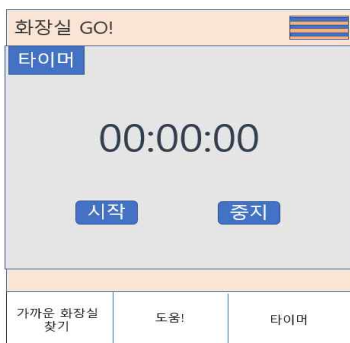 화장실 GO!
타이머
00:00:00
시작
중지
가까운 화장실
찾기
도움!
타이머